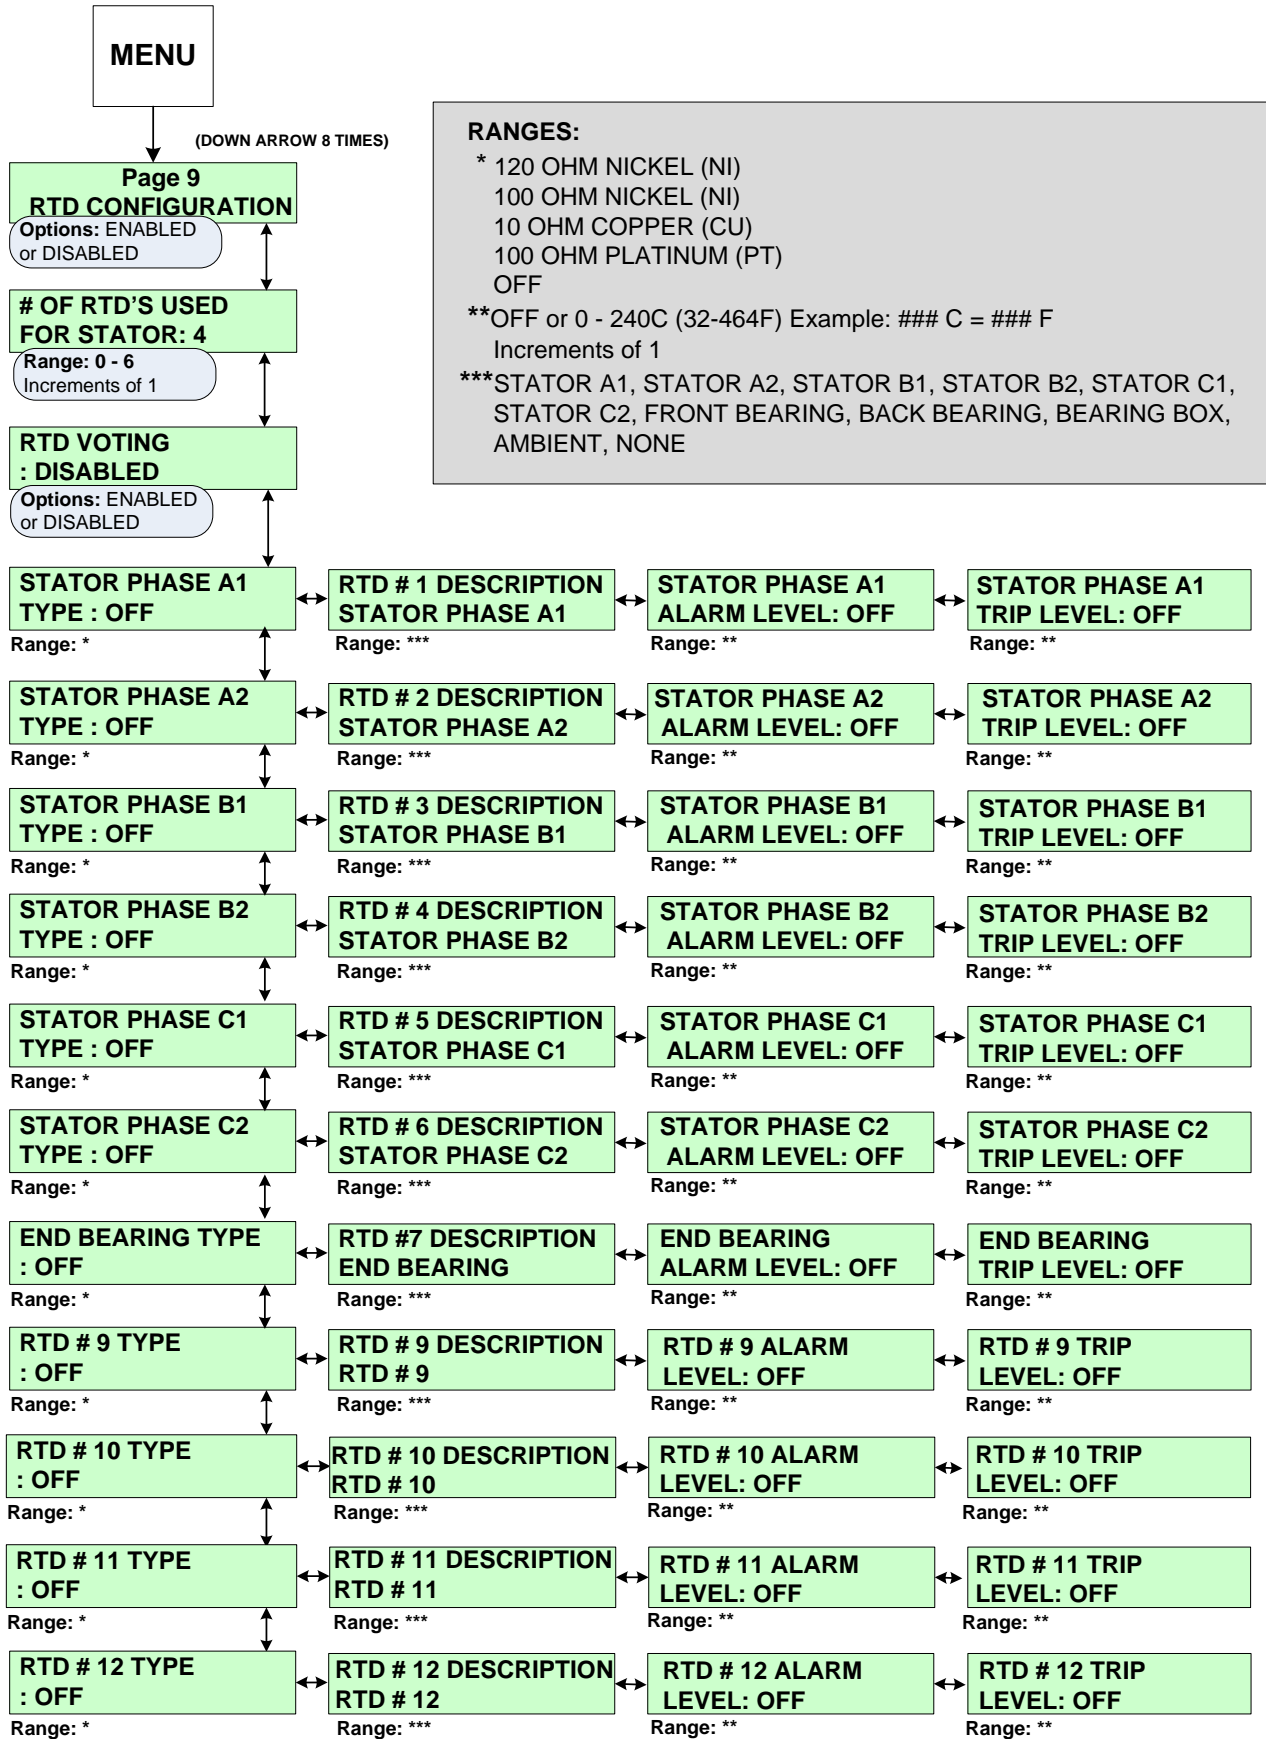 MENU
(DOWN ARROW 8 TIMES)
Page 9
RTD CONFIGURATION
Options: ENABLED
or DISABLED
# OF RTD'S USED
FOR STATOR: 4
Range: 0 - 6
Increments of 1
RTD VOTING
: DISABLED
Options: ENABLED
or DISABLED
RANGES:
* 120 OHM NICKEL (NI)
100 OHM NICKEL (NI)
10 OHM COPPER (CU)
100 OHM PLATINUM (PT)
OFF
**OFF or 0 - 240C (32-464F) Example: ### C = ### F
Increments of 1
***STATOR A1, STATOR A2, STATOR B1, STATOR B2, STATOR C1,
STATOR C2, FRONT BEARING, BACK BEARING, BEARING BOX,
AMBIENT, NONE
STATOR PHASE A1
TYPE : OFF
Range: *
RTD # 1 DESCRIPTION
STATOR PHASE A1
Range: ***
STATOR PHASE A1
ALARM LEVEL: OFF
Range: **
STATOR PHASE A1
TRIP LEVEL: OFF
Range: **
STATOR PHASE A2
TYPE : OFF
Range: *
RTD # 2 DESCRIPTION
STATOR PHASE A2
Range: ***
STATOR PHASE A2
ALARM LEVEL: OFF
Range: **
STATOR PHASE A2
TRIP LEVEL: OFF
Range: **
STATOR PHASE B1
TYPE : OFF
Range: *
RTD # 3 DESCRIPTION
STATOR PHASE B1
Range: ***
STATOR PHASE B1
ALARM LEVEL: OFF
Range: **
STATOR PHASE B1
TRIP LEVEL: OFF
Range: **
STATOR PHASE B2
TYPE : OFF
Range: *
RTD # 4 DESCRIPTION
STATOR PHASE B2
Range: ***
STATOR PHASE B2
ALARM LEVEL: OFF
Range: **
STATOR PHASE B2
TRIP LEVEL: OFF
Range: **
STATOR PHASE C1
TYPE : OFF
Range: *
RTD # 5 DESCRIPTION
STATOR PHASE C1
Range: ***
STATOR PHASE C1
ALARM LEVEL: OFF
Range: **
STATOR PHASE C1
TRIP LEVEL: OFF
Range: **
STATOR PHASE C2
TYPE : OFF
Range: *
RTD # 6 DESCRIPTION
STATOR PHASE C2
Range: ***
STATOR PHASE C2
ALARM LEVEL: OFF
Range: **
STATOR PHASE C2
TRIP LEVEL: OFF
Range: **
END BEARING TYPE
: OFF
Range: *
RTD #7 DESCRIPTION
END BEARING
Range: ***
END BEARING
ALARM LEVEL: OFF
Range: **
END BEARING
TRIP LEVEL: OFF
Range: **
RTD # 9 TYPE
: OFF
Range: *
RTD # 9 DESCRIPTION
RTD # 9
Range: ***
RTD # 9 ALARM
LEVEL: OFF
Range: **
RTD # 9 TRIP
LEVEL: OFF
Range: **
RTD # 10 TYPE
: OFF
Range: *
RTD # 10 DESCRIPTION
RTD # 10
Range: ***
RTD # 10 ALARM
LEVEL: OFF
Range: **
RTD # 10 TRIP
LEVEL: OFF
Range: **
RTD # 11 TYPE
: OFF
Range: *
RTD # 11 DESCRIPTION
RTD # 11
Range: ***
RTD # 11 ALARM
LEVEL: OFF
Range: **
RTD # 11 TRIP
LEVEL: OFF
Range: **
RTD # 12 TYPE
: OFF
Range: *
RTD # 12 DESCRIPTION
RTD # 12
Range: ***
RTD # 12 ALARM
LEVEL: OFF
Range: **
RTD # 12 TRIP
LEVEL: OFF
Range: **